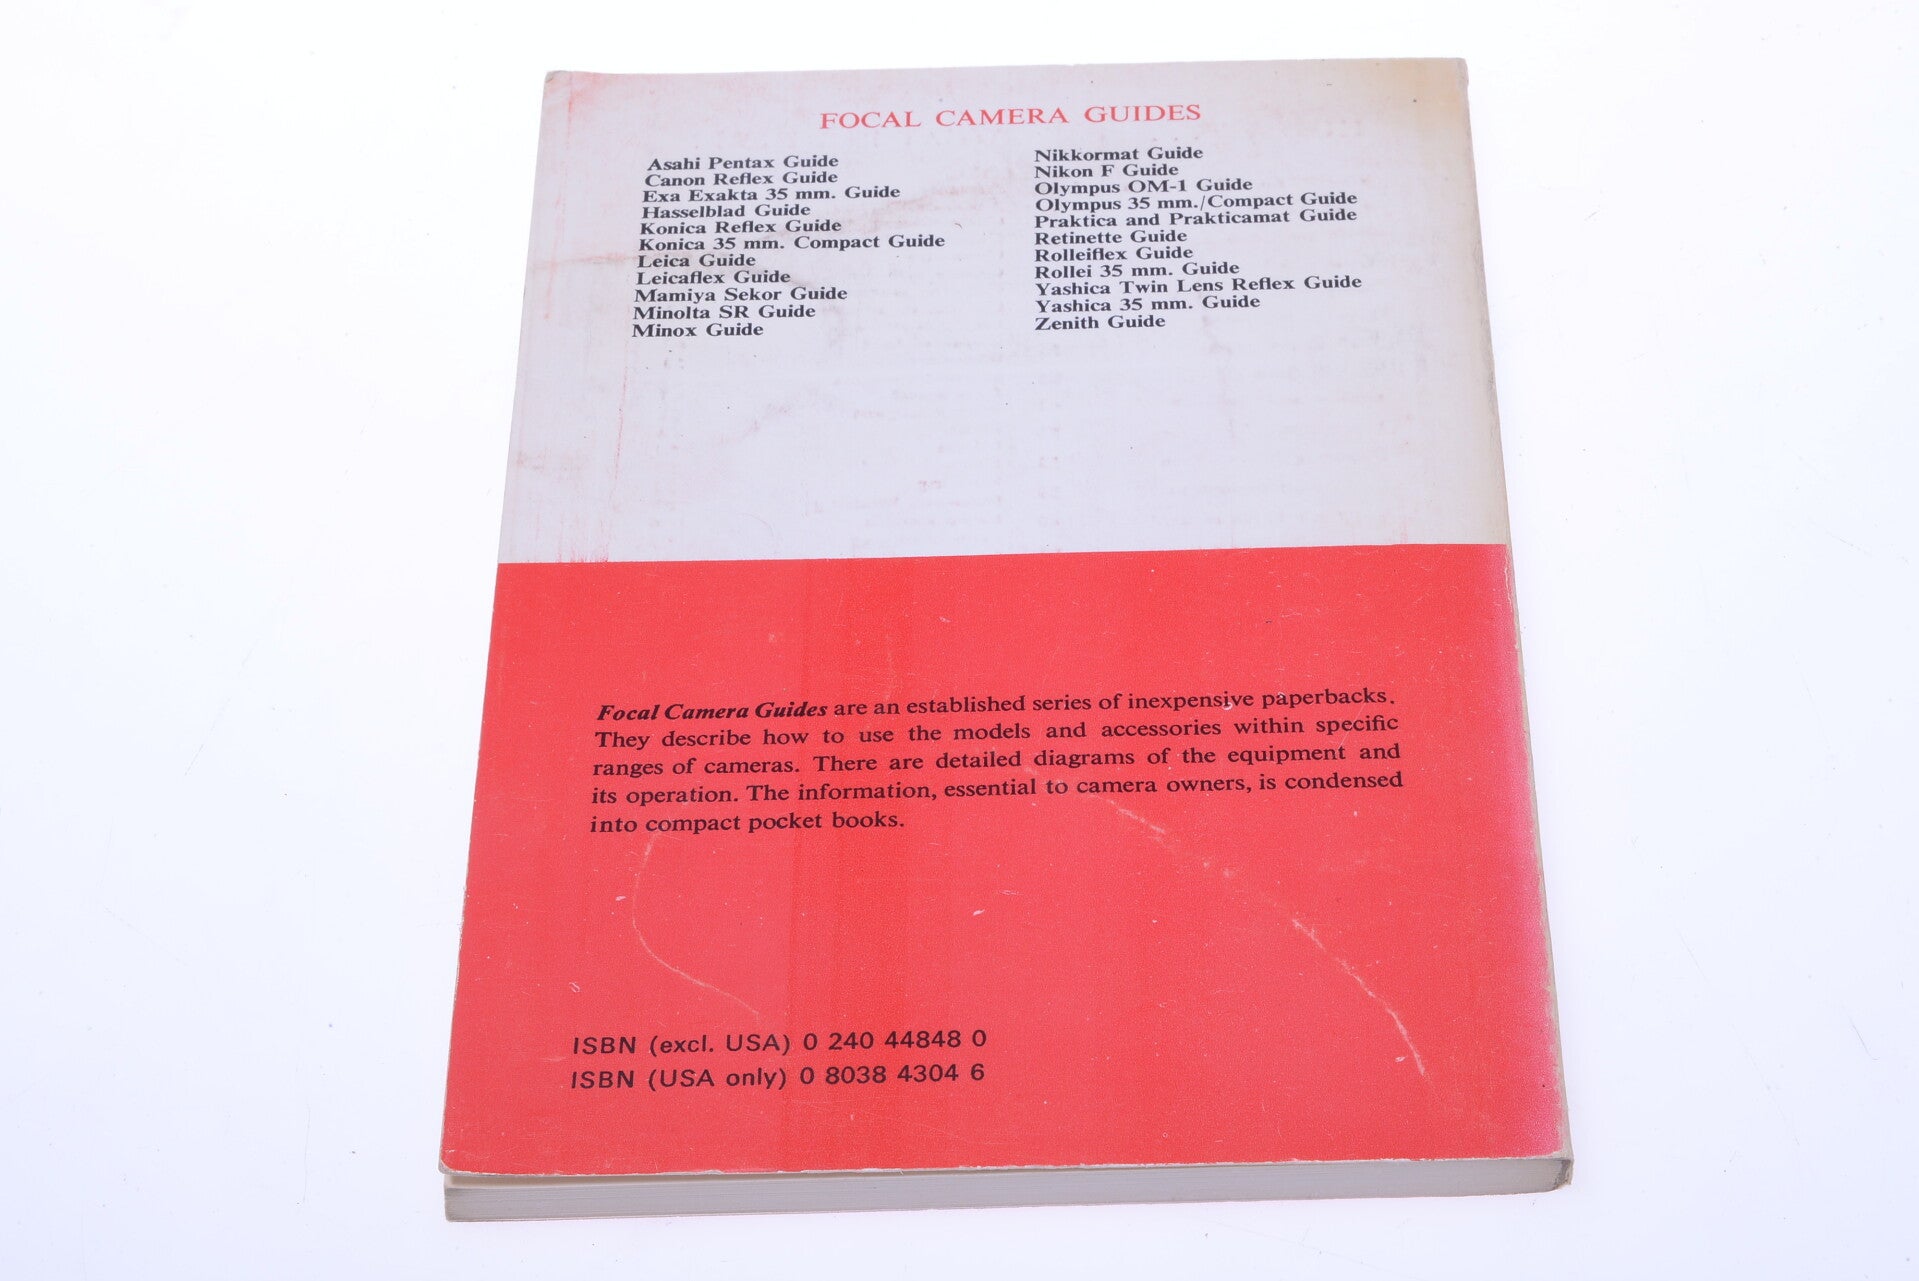 FOCAL CAMERA GUIDES
Asahi Pentax Guide
Canon Reflex Guide
Exa Exakta 35 mm. Guide
Hasselblad Guide
Konica Reflex Guide
Konica 35 mm. Compact Guide
Leica Guide
Leicaflex Guide
Mamiya Sekor Guide
Minolta SR Guide
Minox Guide
Nikkormat Guide
Nikon F Guide
Olympus OM-1 Guide
Olympus 35 mm./Compact Guide
Praktica and Prakticamat Guide
Retinette Guide
Rolleiflex Guide
Rollei 35 mm. Guide
Yashica Twin Lens Reflex Guide
Yashica 35 mm. Guide
Zenith Guide
Focal Camera Guides are an established series of inexpensive paperbacks.
They describe how to use the models and accessories within specific
ranges of cameras. There are detailed diagrams of the equipment and
its operation. The information, essential to camera owners, is condensed
into compact pocket books.
ISBN (excl. USA) 0 240 44848 0
ISBN (USA only) 0 8038 4304 6